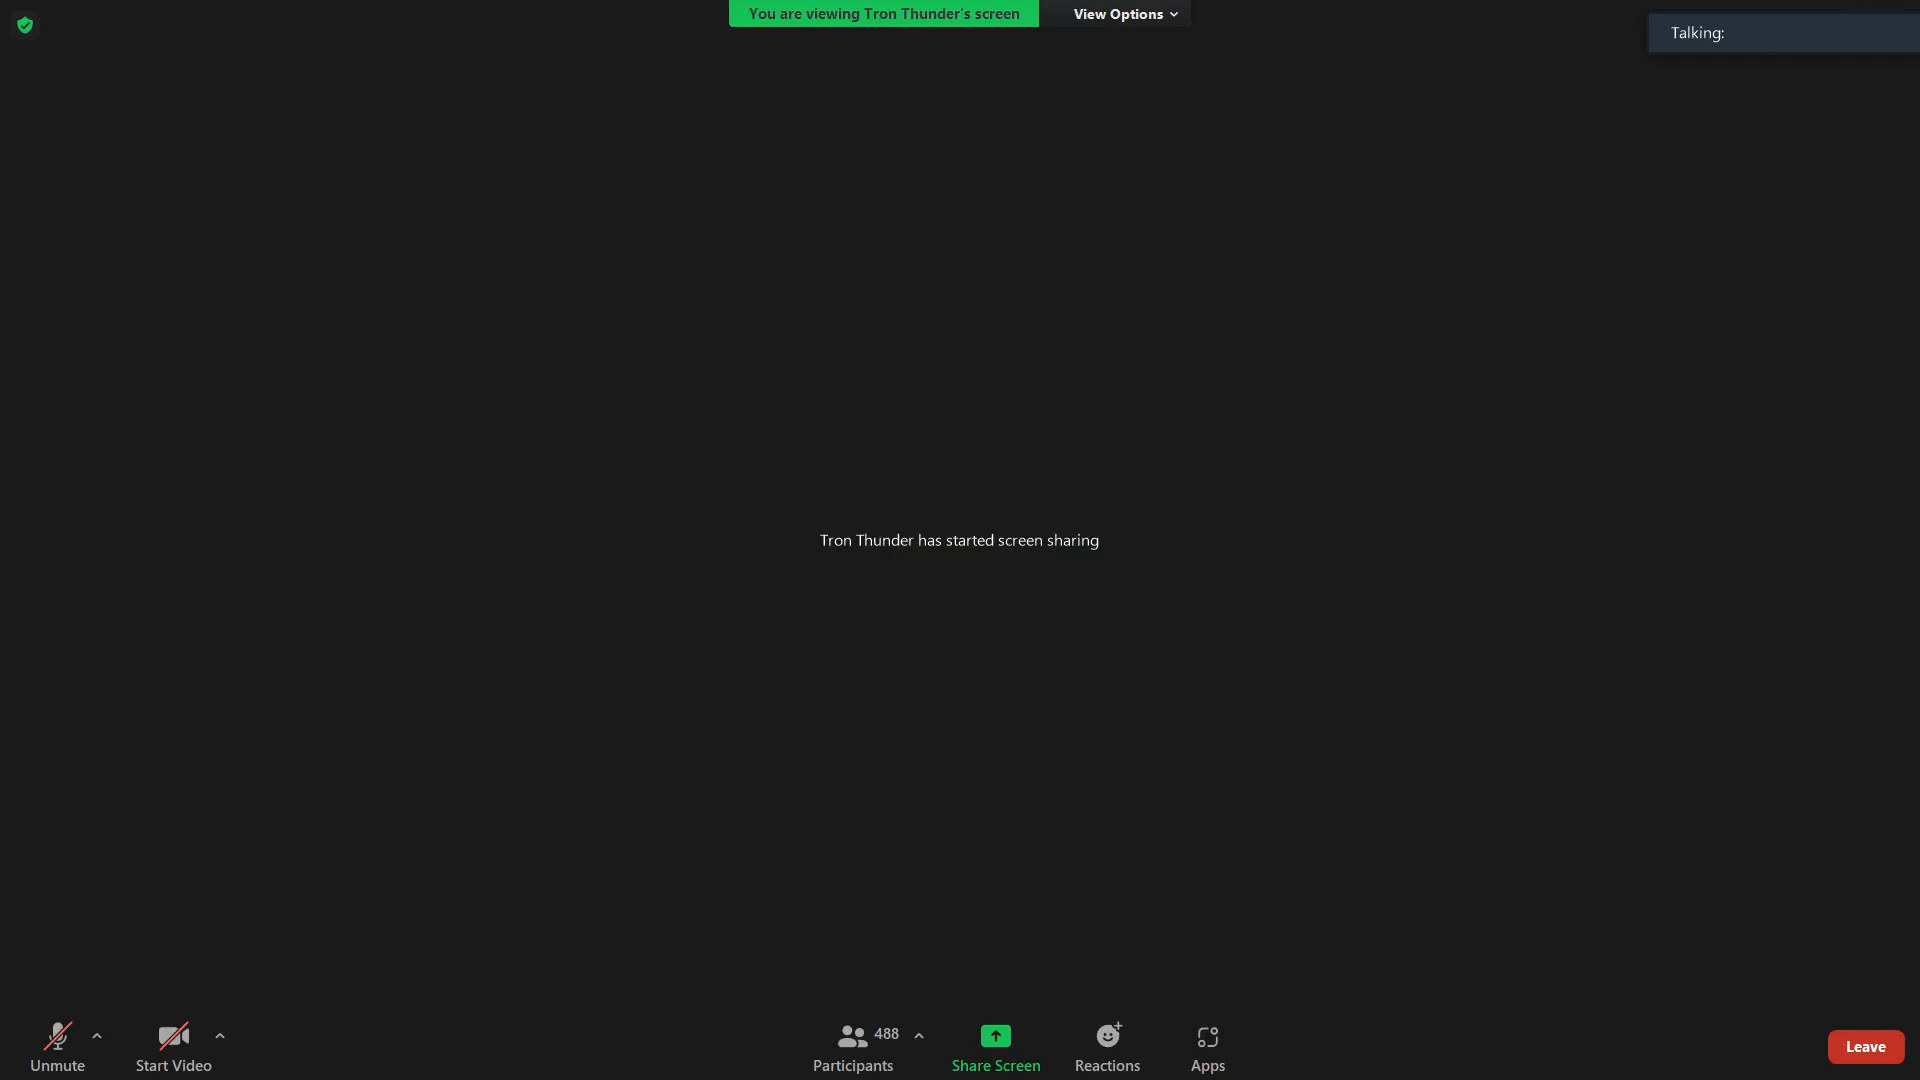 You are viewing Tron Thunder's screen
View Options
Talking:
Tron Thunder has started screen sharing
Unmute
Start Video
488
Participants
Share Screen
Reactions
Apps
Leave